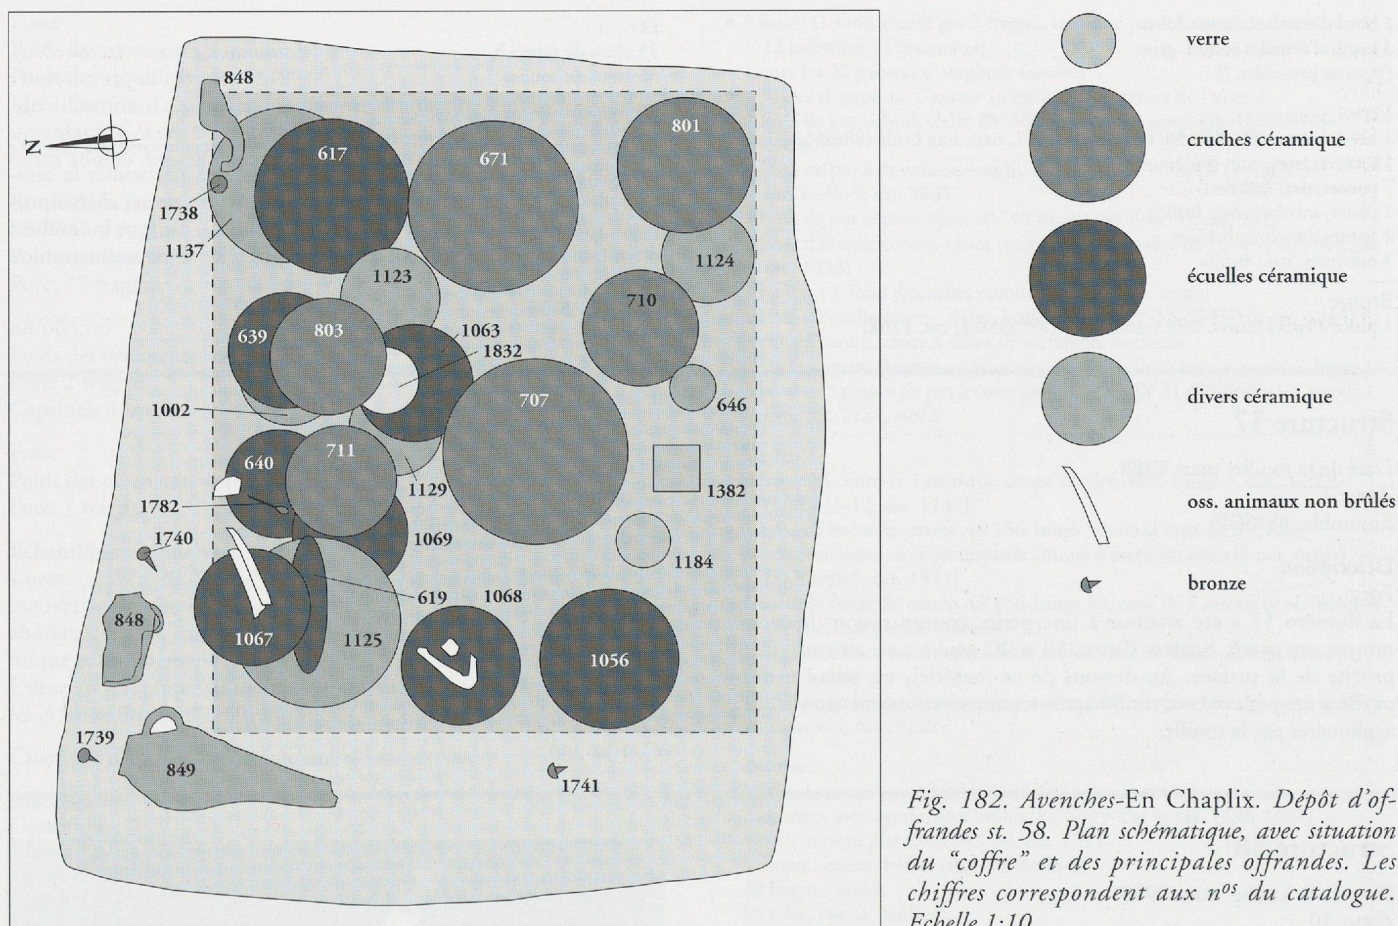 848
617
671
801
N
1738
1137
1123
1124
710
639
803
1063
1832
1002
707
646
640
711
1129
1382
1782
1740
1069
1184
619
1068
848
1067
1125
1056
1739
849
1741
verre
cruches céramique
écuelles céramique
divers céramique
oss. animaux non brûlés
bronze
Fig. 182. Avenches-En Chaplix. Dépôt d'of-
frandes st. 58. Plan schématique, avec situation
du “coffre” et des principales offrandes. Les
chiffres correspondent aux nos du catalogue.
Echelle 1:10